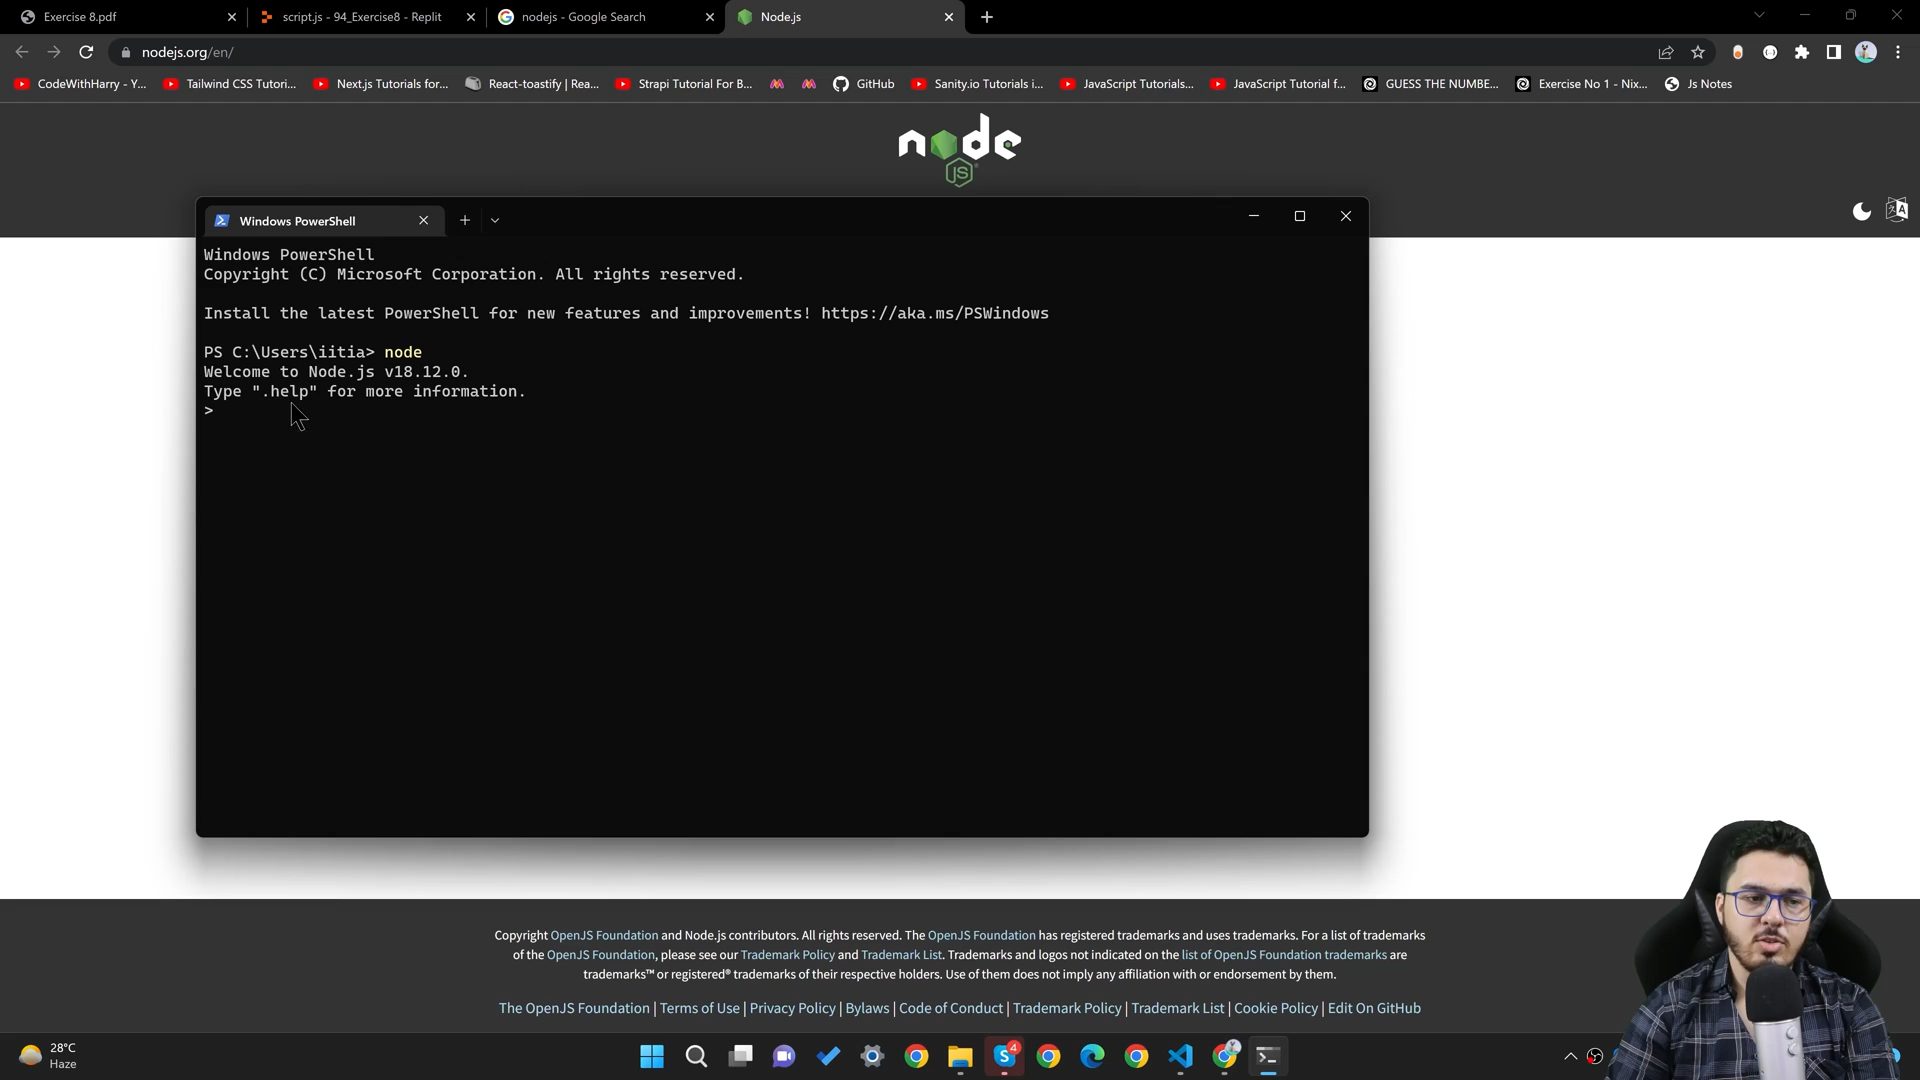 Exercise 8.pdf
script.js - 94_Exercise8 - Replit
nodejs - Google Search
Node.js
nodejs.org/en/
CodeWithHarry - Y...
Tailwind CSS Tutori...
Next.js Tutorials for...
React-toastify | Rea...
Strapi Tutorial For B...
GitHub
Sanity.io Tutorials i...
JavaScript Tutorials...
JavaScript Tutorial f...
GUESS THE NUMBE...
Exercise No 1 - Nix...
Js Notes
node
JS
Windows PowerShell
Windows PowerShell
Copyright (C) Microsoft Corporation. All rights reserved.
Install the latest PowerShell for new features and improvements! https://aka.ms/PSWindows
PS C:\Users\iitia> node
Welcome to Node.js v18.12.0.
Type ".help" for more information.
>
Copyright OpenJS Foundation and Node.js contributors. All rights reserved. The OpenJS Foundation has registered trademarks and uses trademarks. For a list of trademarks
of the OpenJS Foundation, please see our Trademark Policy and Trademark List. Trademarks and logos not indicated on the list of OpenJS Foundation trademarks are
trademarks™ or registered® trademarks of their respective holders. Use of them does not imply any affiliation with or endorsement by them.
The OpenJS Foundation | Terms of Use | Privacy Policy | Bylaws | Code of Conduct | Trademark Policy | Trademark List | Cookie Policy | Edit On GitHub
28°C
Haze
4